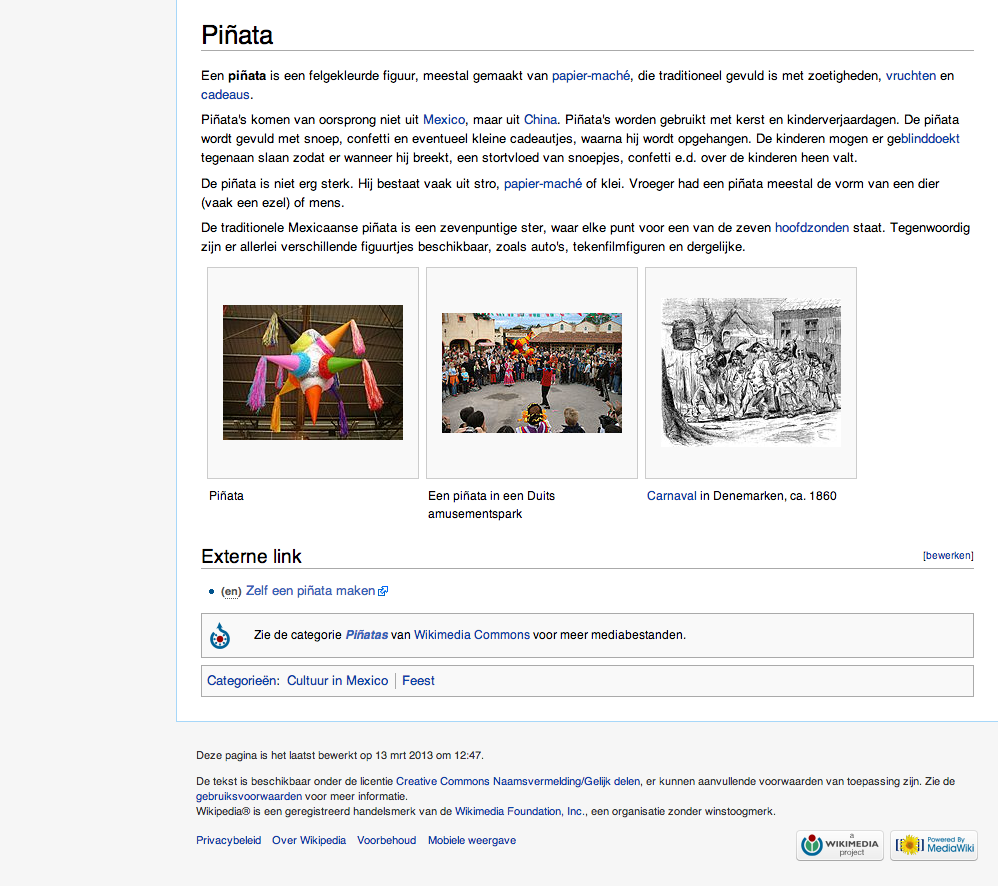 Piñata
Een piñata is een felgekleurde figuur, meestal gemaakt van papier-maché, die traditioneel gevuld is met zoetigheden, vruchten en
cadeaus.
Piñata's komen van oorsprong niet uit Mexico, maar uit China. Piñata's worden gebruikt met kerst en kinderverjaardagen. De piñata
wordt gevuld met snoep, confetti en eventueel kleine cadeautjes, waarna hij wordt opgehangen. De kinderen mogen er geblinddoekt
tegenaan slaan zodat er wanneer hij breekt, een stortvloed van snoepjes, confetti e.d. over de kinderen heen valt.
De piñata is niet erg sterk. Hij bestaat vaak uit stro, papier-maché of klei. Vroeger had een piñata meestal de vorm van een dier
(vaak een ezel) of mens.
De traditionele Mexicaanse piñata is een zevenpuntige ster, waar elke punt voor een van de zeven hoofdzonden staat. Tegenwoordig
zijn er allerlei verschillende figuurtjes beschikbaar, zoals auto's, tekenfilmfiguren en dergelijke.
Piñata
Een piñata in een Duits
amusementspark
Carnaval in Denemarken, ca. 1860
Externe link
[bewerken]
(en) Zelf een piñata maken
Zie de categorie Piñatas van Wikimedia Commons voor meer mediabestanden.
Categorieën: Cultuur in Mexico | Feest
Deze pagina is het laatst bewerkt op 13 mrt 2013 om 12:47.
De tekst is beschikbaar onder de licentie Creative Commons Naamsvermelding/Gelijk delen, er kunnen aanvullende voorwaarden van toepassing zijn. Zie de
gebruiksvoorwaarden voor meer informatie.
Wikipedia® is een geregistreerd handelsmerk van de Wikimedia Foundation, Inc., een organisatie zonder winstoogmerk.
Privacybeleid Over Wikipedia Voorbehoud Mobiele weergave
a
WIKIMEDIA
project
Powered By
MediaWiki